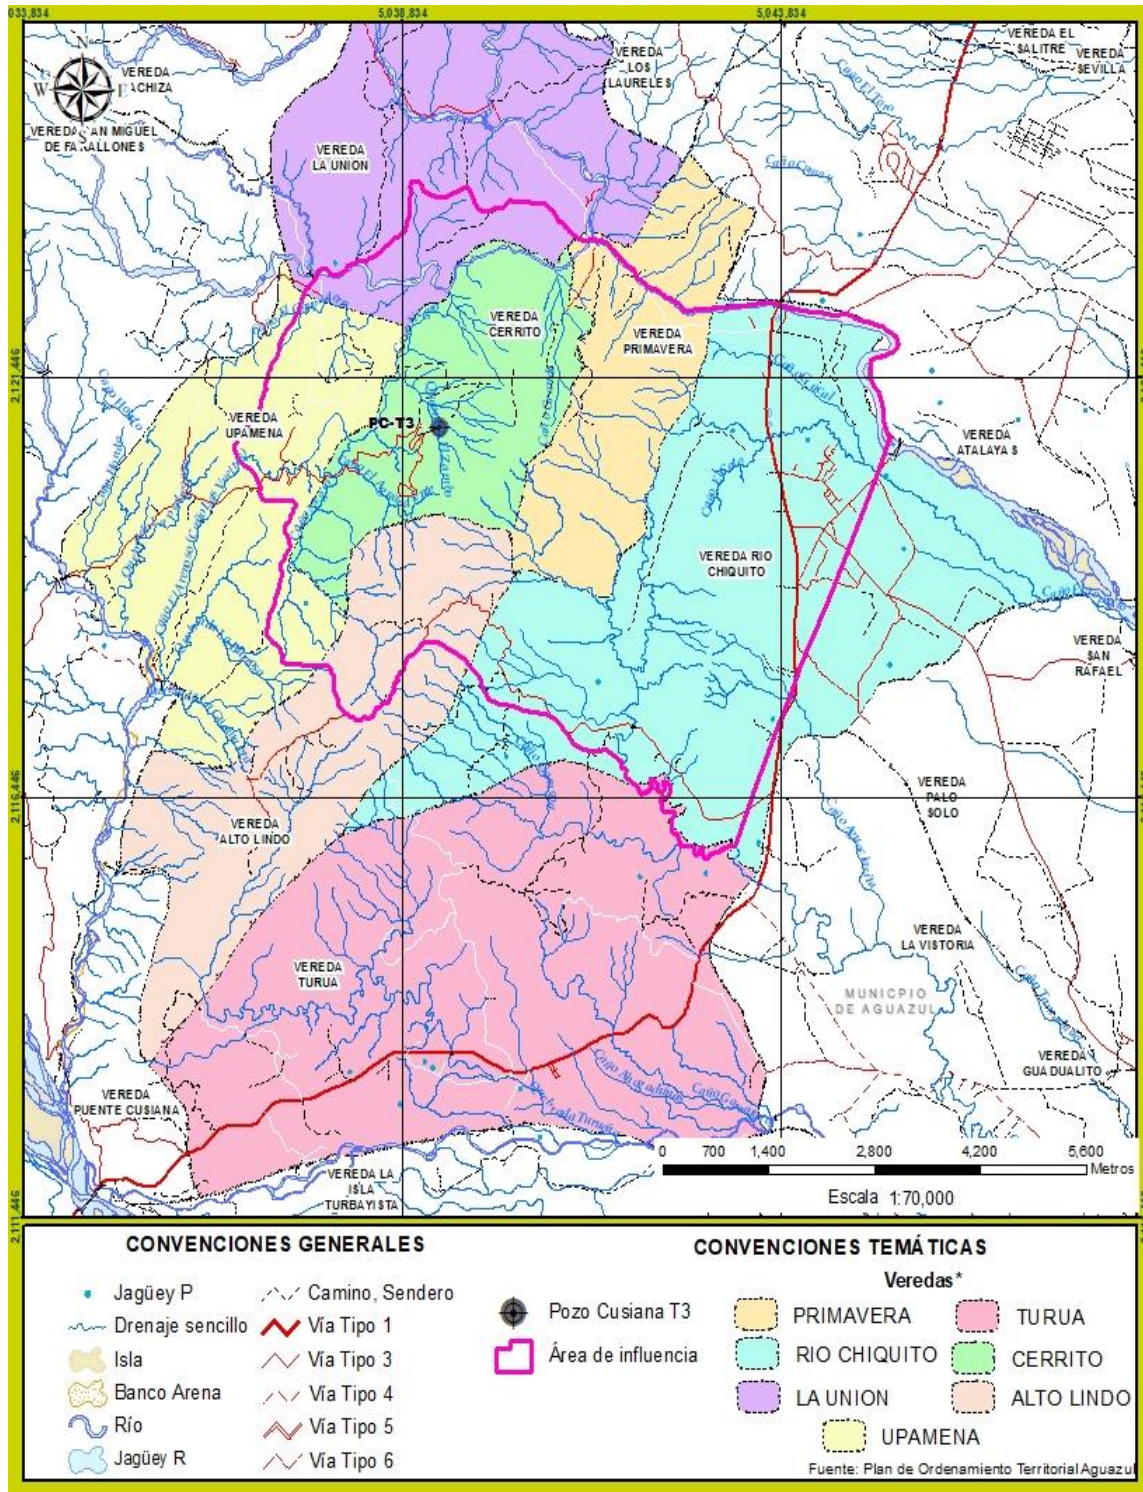 033,834
5,038,834
5,043,834
N
W
E
VEREDA EL
SALITRE
VEREDA
SEVILLA
VEREDA
LOS
LAURELES
VEREDA
ACHIZA
VEREDA SAN MIGUEL
DE FARALLONES
Caño El Toro
VEREDA
LA UNION
VEREDA
CERRITO
VEREDA
PRIMAVERA
2,121,446
Caño Hondo
VEREDA
UPAMENA
PC-T3
VEREDA
ATALAYAS
VEREDA RIO
CHIQUITO
VEREDA
SAN
RAFAEL
2,116,446
VEREDA
ALTO LINDO
VEREDA
PALO
SOLO
VEREDA
LA VISTORIA
VEREDA
TURUA
MUNICPIO
DE AGUAZUL
VEREDA
GUADUALITO
VEREDA
PUENTE CUSIANA
VEREDA LA
ISLA
TURBAYISTA
0 700 1,400 2,800 4,200 5,600
Metros
Escala 1:70,000
2,111,446
CONVENCIONES GENERALES
Jagüey P
Drenaje sencillo
Isla
Banco Arena
Río
Jagüey R
Camino, Sendero
Vía Tipo 1
Vía Tipo 3
Vía Tipo 4
Vía Tipo 5
Vía Tipo 6
CONVENCIONES TEMÁTICAS
Pozo Cusiana T3
Área de influencia
Veredas*
PRIMAVERA
TURUA
RIO CHIQUITO
CERRITO
LA UNION
ALTO LINDO
UPAMENA
Fuente: Plan de Ordenamiento Territorial Aguazul